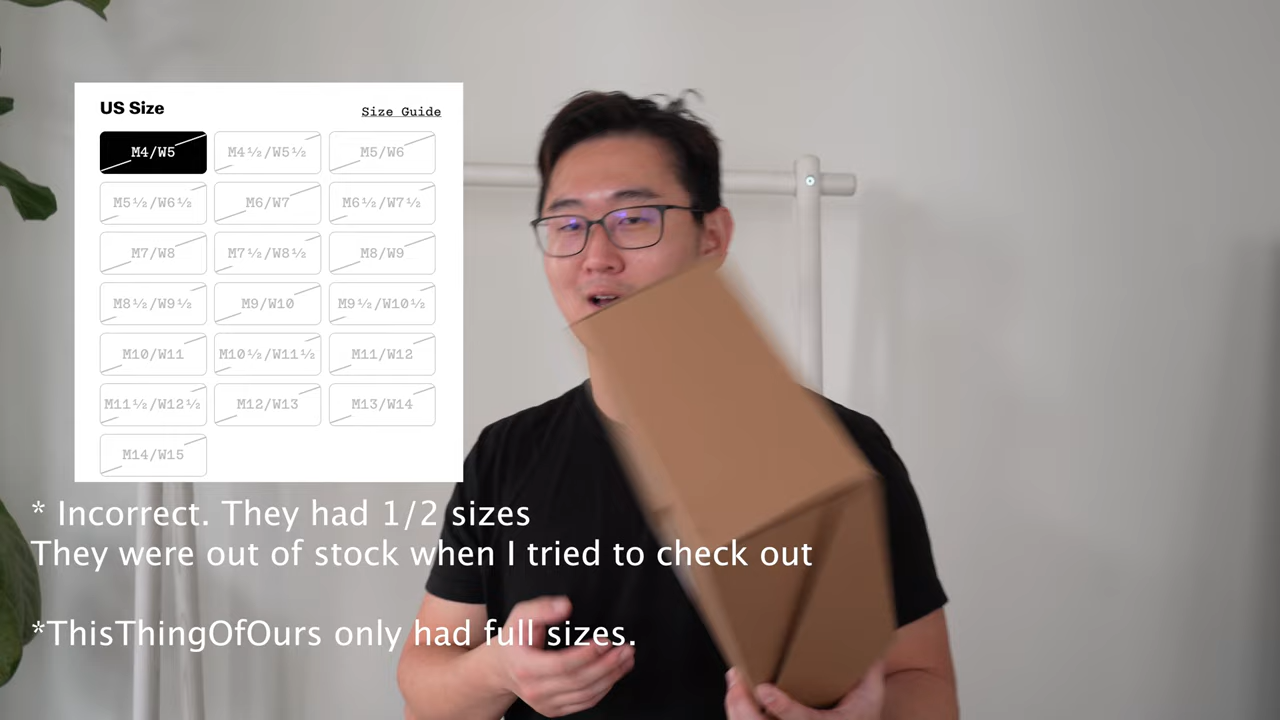 US Size
Size Guide
M4/W5 M4½/W5½ M5/W6
M5½/W6½ M6/W7 M6½/W7½
M7/W8 M7½/W8½ M8/W9
M8½/W9½ M9/W10 M9½/W10½
M10/W11 M10½/W11½ M11/W12
M11½/W12½ M12/W13 M13/W14
M14/W15
* Incorrect. They had 1/2 sizes
They were out of stock when I tried to check out
*ThisThingOfOurs only had full sizes.